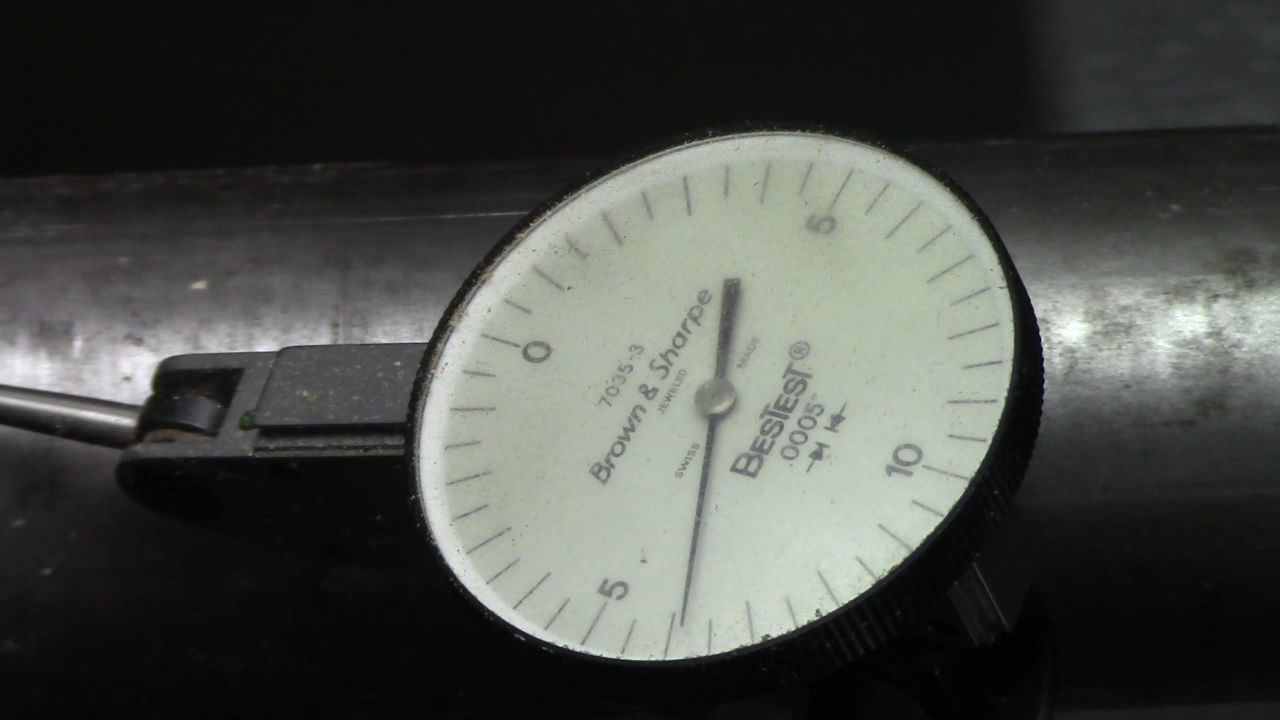 5
0
7035-3
Brown & Sharpe
JEWELED
SWISS
MADE
BESTEST®
.0005"
10
5